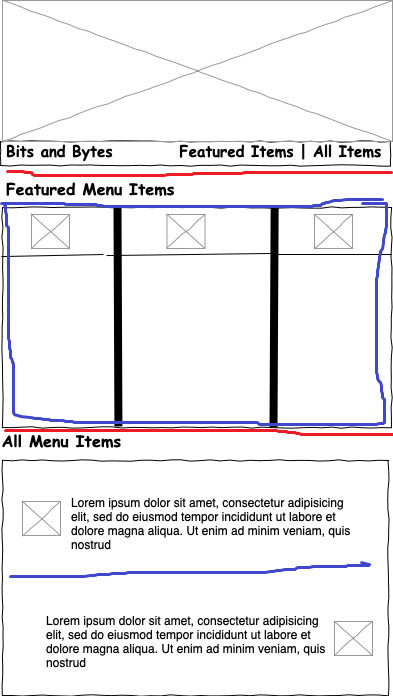 Bits and Bytes
Featured Items | All Items
Featured Menu Items
All Menu Items
Lorem ipsum dolor sit amet, consectetur adipisicing
elit, sed do eiusmod tempor incididunt ut labore et
dolore magna aliqua. Ut enim ad minim veniam, quis
nostrud
Lorem ipsum dolor sit amet, consectetur adipisicing
elit, sed do eiusmod tempor incididunt ut labore et
dolore magna aliqua. Ut enim ad minim veniam, quis
nostrud